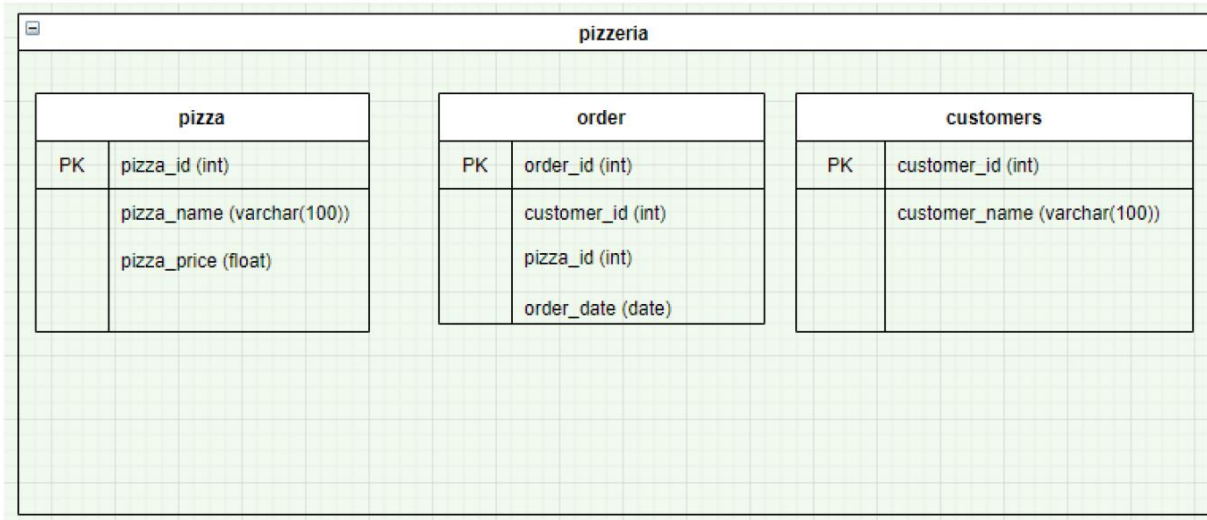 pizzeria
pizza
PK pizza_id (int)
pizza_name (varchar(100))
pizza_price (float)
order
PK order_id (int)
customer_id (int)
pizza_id (int)
order_date (date)
customers
PK customer_id (int)
customer_name (varchar(100))